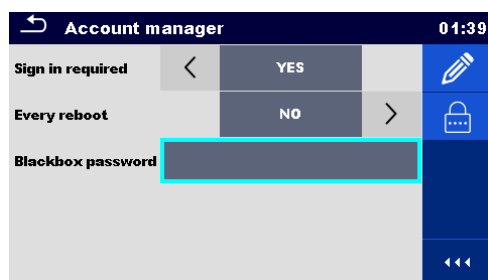 Account manager 01:39
Sign in required YES
Every reboot NO
Blackbox password